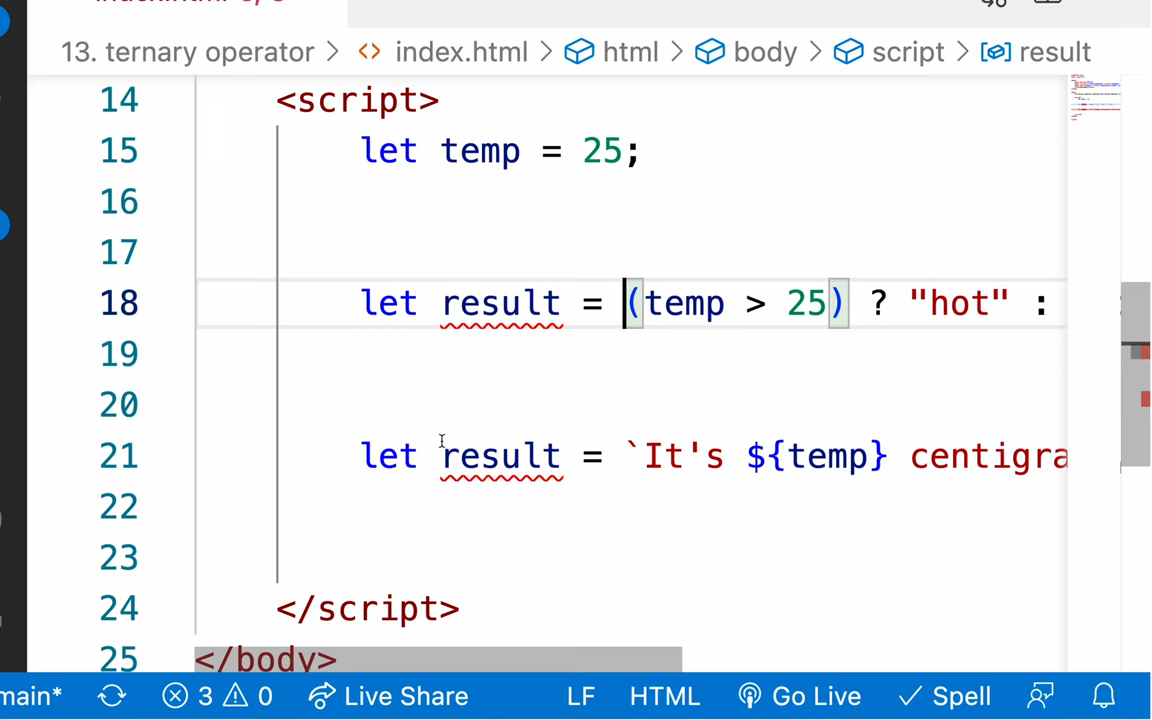 13. ternary operator > <> index.html > html > body > script > result
14 <script>
15 let temp = 25;
16
17
18 let result = (temp > 25) ? "hot" :
19
20
21 let result = `It's ${temp} centigra
22
23
24 </script>
25 </body>
main* 3 0 Live Share LF HTML Go Live Spell